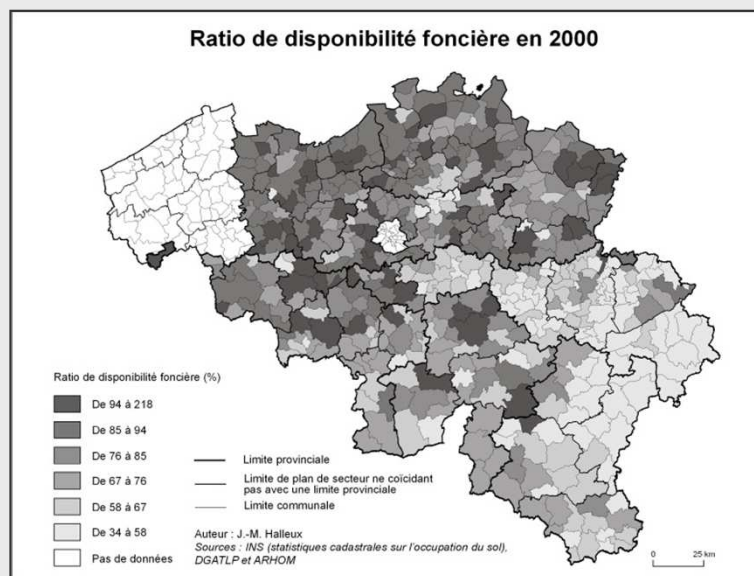 Ratio de disponibilité foncière en 2000
Ratio de disponibilité foncière (%)
De 94 à 218
De 85 à 94
De 76 à 85
De 67 à 76
De 58 à 67
De 34 à 58
Pas de données
Limite provinciale
Limite de plan de secteur ne coïcidant
pas avec une limite provinciale
Limite communale
Auteur : J.-M. Halleux
Sources : INS (statistiques cadastrales sur l'occupation du sol),
DGATLP et ARHOM
0 25 km